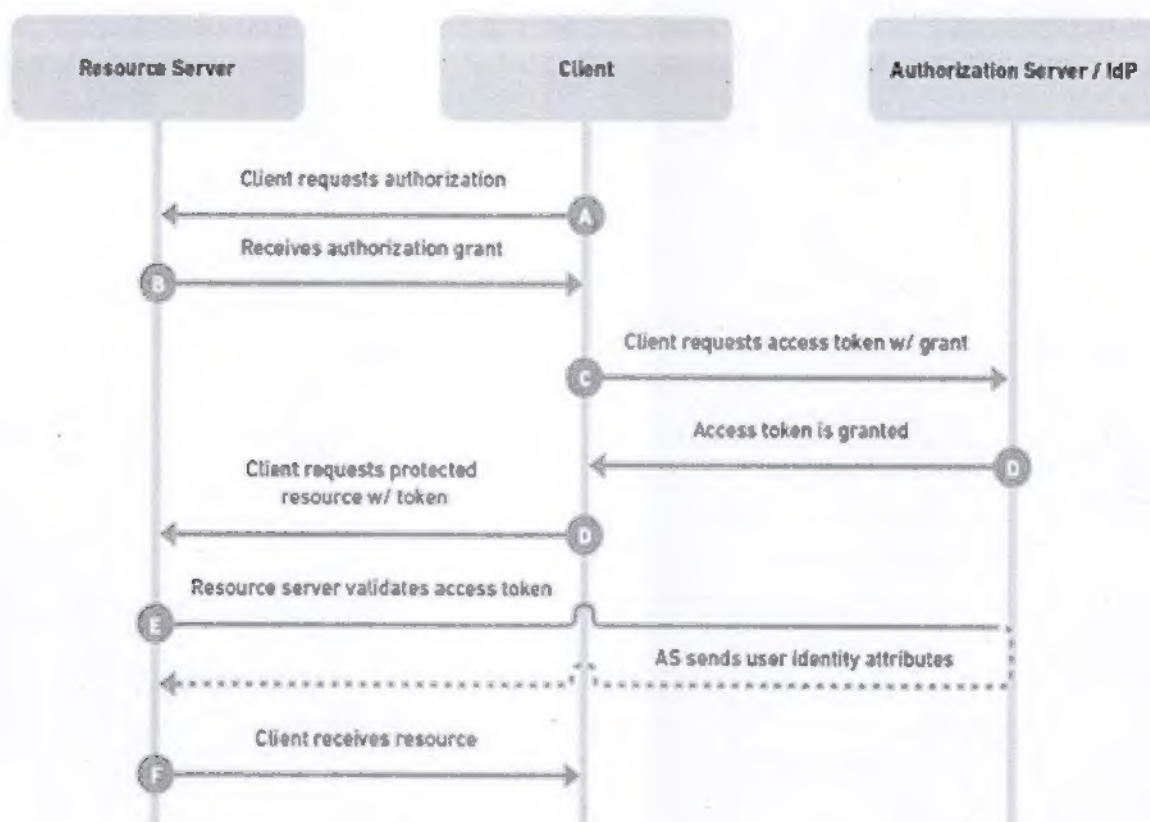 Resource Server
Client
Authorization Server / IdP
Client requests authorization
A
Receives authorization grant
B
Client requests access token w/ grant
C
Access token is granted
D
Client requests protected
resource w/ token
D
Resource server validates access token
E
AS sends user identity attributes
Client receives resource
F